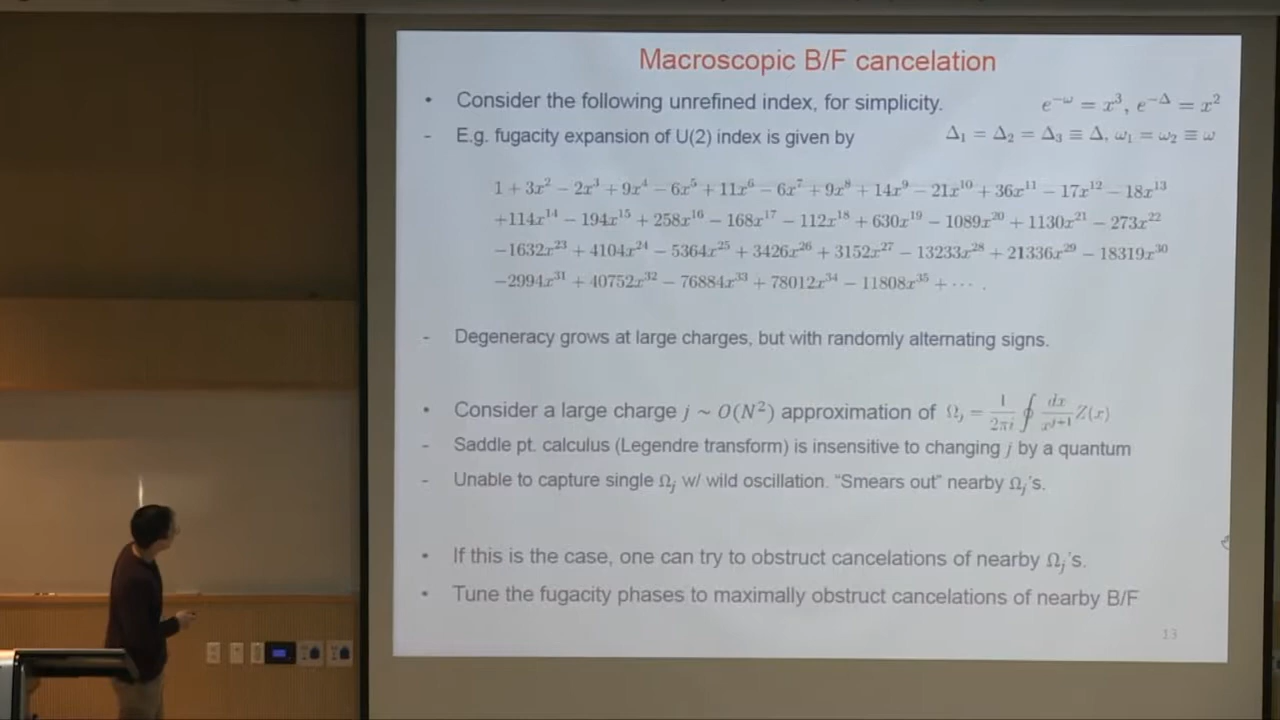 Macroscopic B/F cancelation
• Consider the following unrefined index, for simplicity. e^{-ω} = x^3, e^{-Δ} = x^2
- E.g. fugacity expansion of U(2) index is given by Δ_1 = Δ_2 = Δ_3 ≡ Δ, ω_1 = ω_2 ≡ ω
1 + 3x^2 − 2x^3 + 9x^4 − 6x^5 + 11x^6 − 6x^7 + 9x^8 + 14x^9 − 21x^{10} + 36x^{11} − 17x^{12} − 18x^{13}
+114x^{14} − 194x^{15} + 258x^{16} − 168x^{17} − 112x^{18} + 630x^{19} − 1089x^{20} + 1130x^{21} − 273x^{22}
−1632x^{23} + 4104x^{24} − 5364x^{25} + 3426x^{26} + 3152x^{27} − 13233x^{28} + 21336x^{29} − 18319x^{30}
−2994x^{31} + 40752x^{32} − 76884x^{33} + 78012x^{34} − 11808x^{35} + ⋯ .
- Degeneracy grows at large charges, but with randomly alternating signs.
• Consider a large charge j ~ O(N^2) approximation of Ω_j = \frac{1}{2πi} ∮ \frac{dx}{x^{j+1}} Z(x)
- Saddle pt. calculus (Legendre transform) is insensitive to changing j by a quantum
- Unable to capture single Ω_j w/ wild oscillation. “Smears out” nearby Ω_j’s.
• If this is the case, one can try to obstruct cancelations of nearby Ω_j’s.
• Tune the fugacity phases to maximally obstruct cancelations of nearby B/F
13